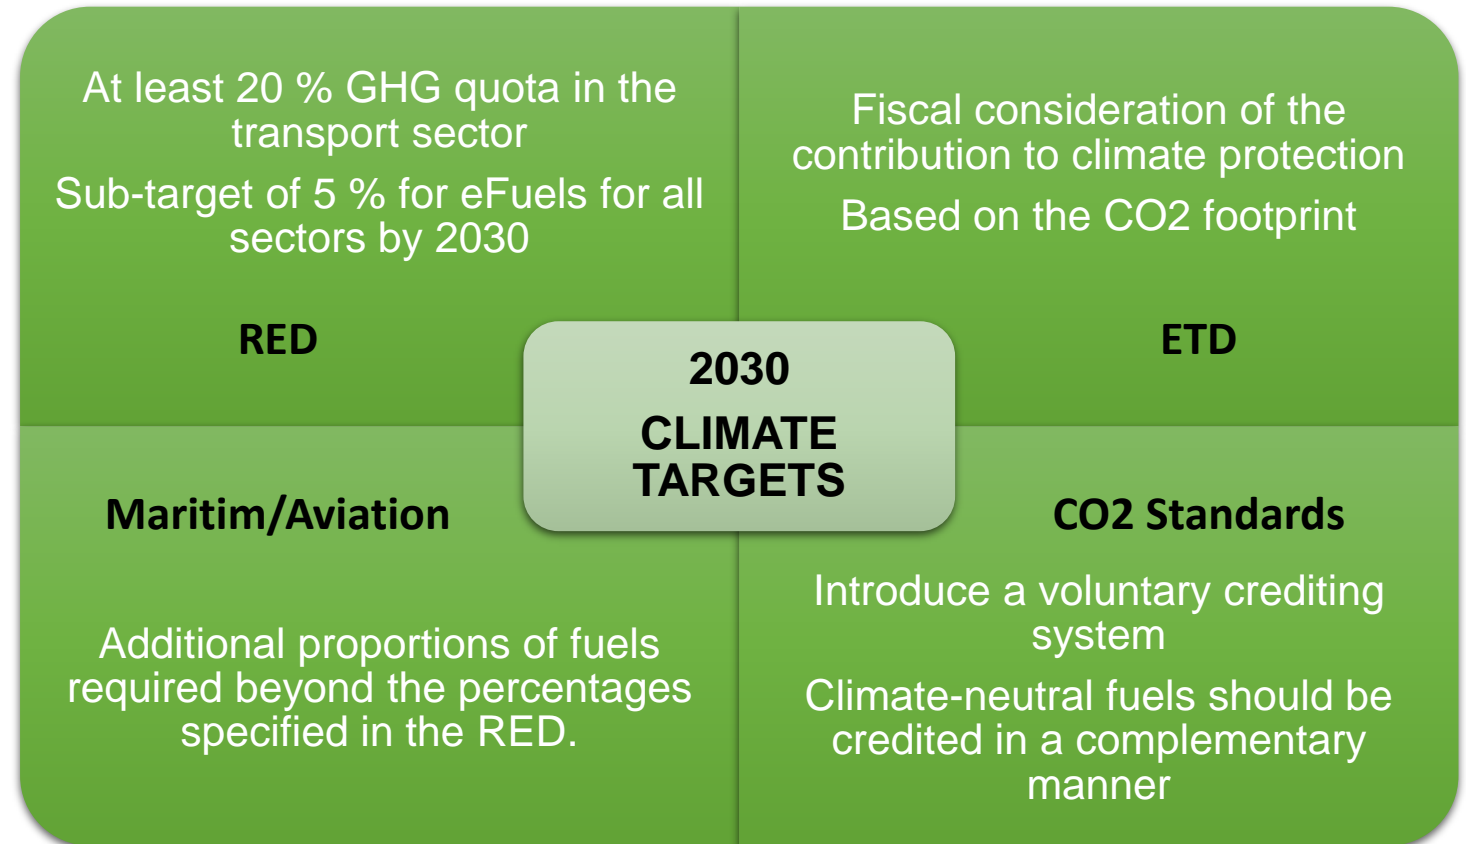 At least 20 % GHG quota in the
transport sector
Sub-target of 5 % for eFuels for all
sectors by 2030
RED
Fiscal consideration of the
contribution to climate protection
Based on the CO2 footprint
ETD
2030
CLIMATE
TARGETS
Maritim/Aviation
Additional proportions of fuels
required beyond the percentages
specified in the RED.
CO2 Standards
Introduce a voluntary crediting
system
Climate-neutral fuels should be
credited in a complementary
manner